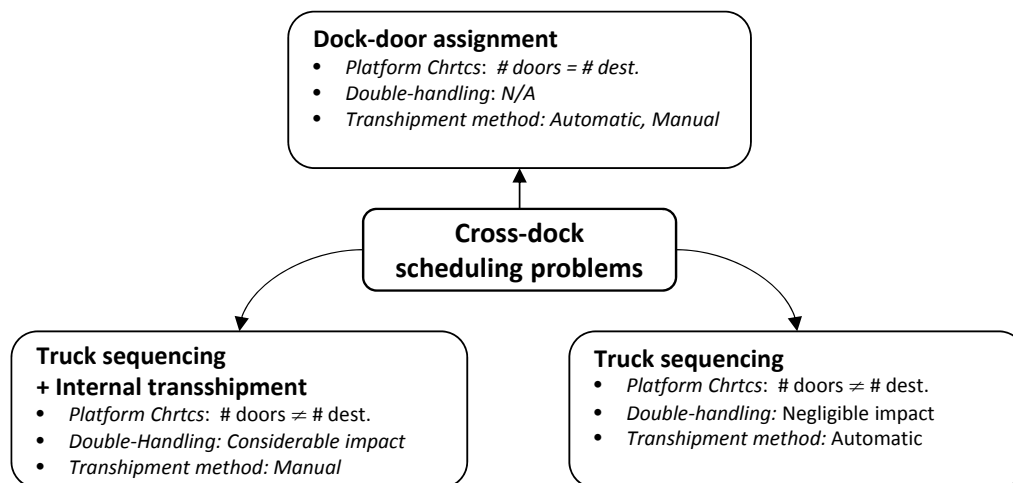 Dock-door assignment
• Platform Chrtcs: # doors = # dest.
• Double-handling: N/A
• Transhipment method: Automatic, Manual
Cross-dock
scheduling problems
Truck sequencing
+ Internal transshipment
• Platform Chrtcs: # doors ≠ # dest.
• Double-Handling: Considerable impact
• Transhipment method: Manual
Truck sequencing
• Platform Chrtcs: # doors ≠ # dest.
• Double-handling: Negligible impact
• Transhipment method: Automatic